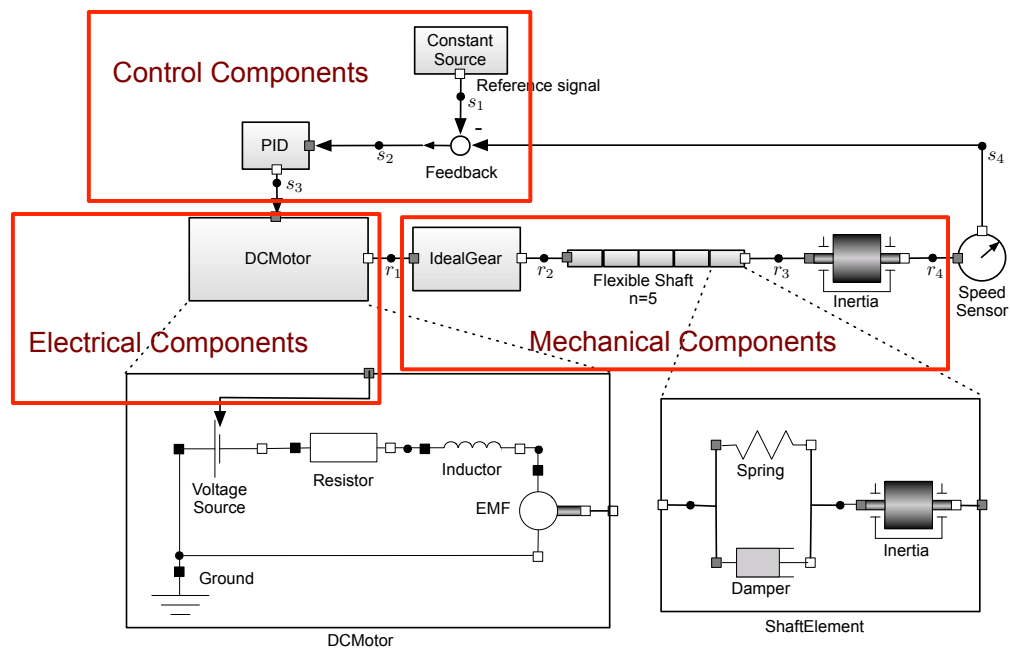 Constant
Source
Control Components
Reference signal
s1
-
PID
s2
Feedback
s4
s3
DCMotor
r1
IdealGear
r2
Flexible Shaft
n=5
r3
Inertia
r4
Speed
Sensor
Electrical Components
Mechanical Components
Voltage
Source
Resistor
Inductor
EMF
Ground
DCMotor
Spring
Damper
Inertia
ShaftElement